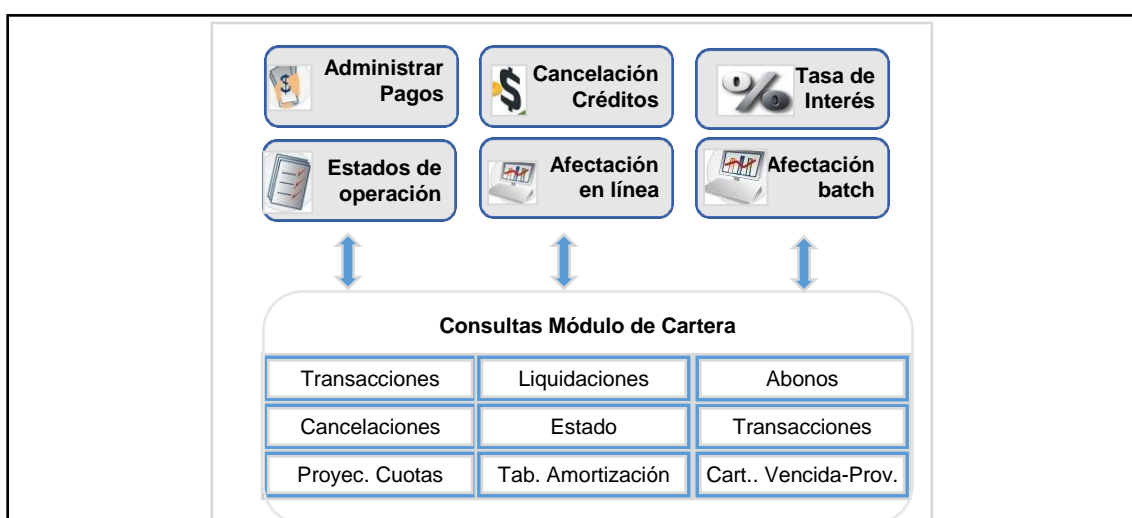 Administrar
Pagos
Cancelación
Créditos
Tasa de
Interés
Estados de
operación
Afectación
en línea
Afectación
batch
Consultas Módulo de Cartera
Transacciones
Liquidaciones
Abonos
Cancelaciones
Estado
Transacciones
Proyec. Cuotas
Tab. Amortización
Cart.. Vencida-Prov.